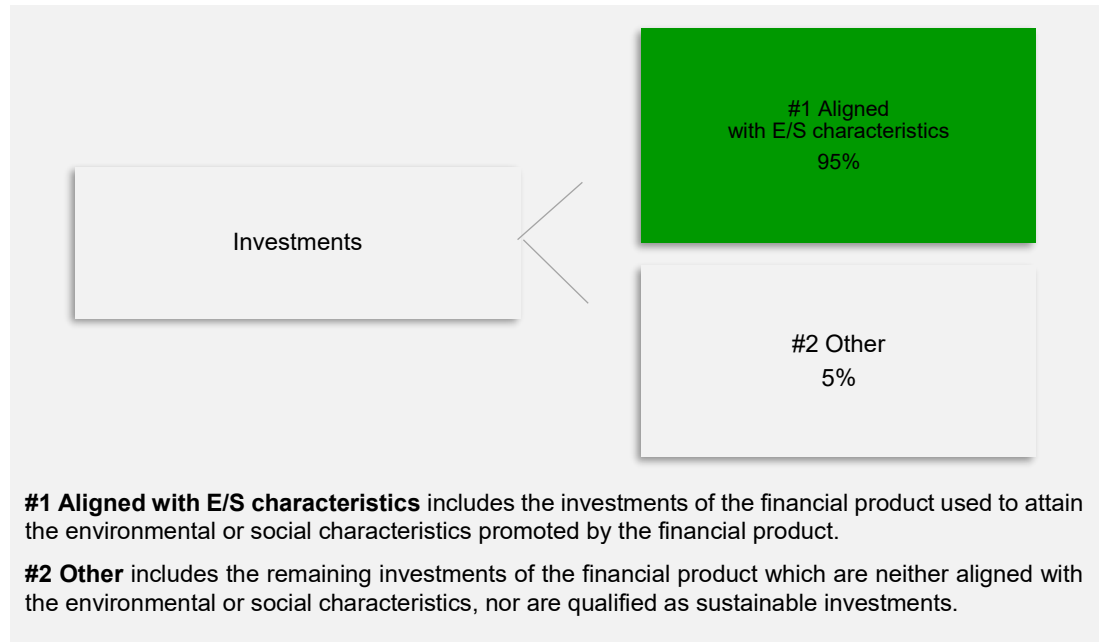 #1 Aligned
with E/S characteristics
95%
Investments
#2 Other
5%
#1 Aligned with E/S characteristics includes the investments of the financial product used to attain
the environmental or social characteristics promoted by the financial product.
#2 Other includes the remaining investments of the financial product which are neither aligned with
the environmental or social characteristics, nor are qualified as sustainable investments.